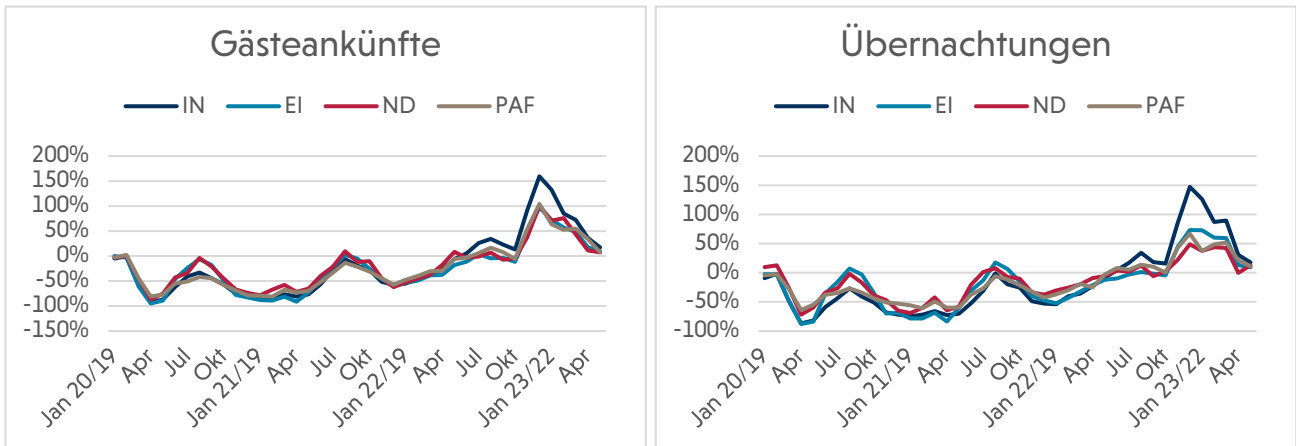 Gästeankünfte
IN EI ND PAF
200%
150%
100%
50%
0%
-50%
-100%
-150%
Jan 20/19 Apr Jul Okt Jan 21/19 Apr Jul Okt Jan 22/19 Apr Jul Okt Jan 23/22 Apr
Übernachtungen
IN EI ND PAF
200%
150%
100%
50%
0%
-50%
-100%
Jan 20/19 Apr Jul Okt Jan 21/19 Apr Jul Okt Jan 22/19 Apr Jul Okt Jan 23/22 Apr